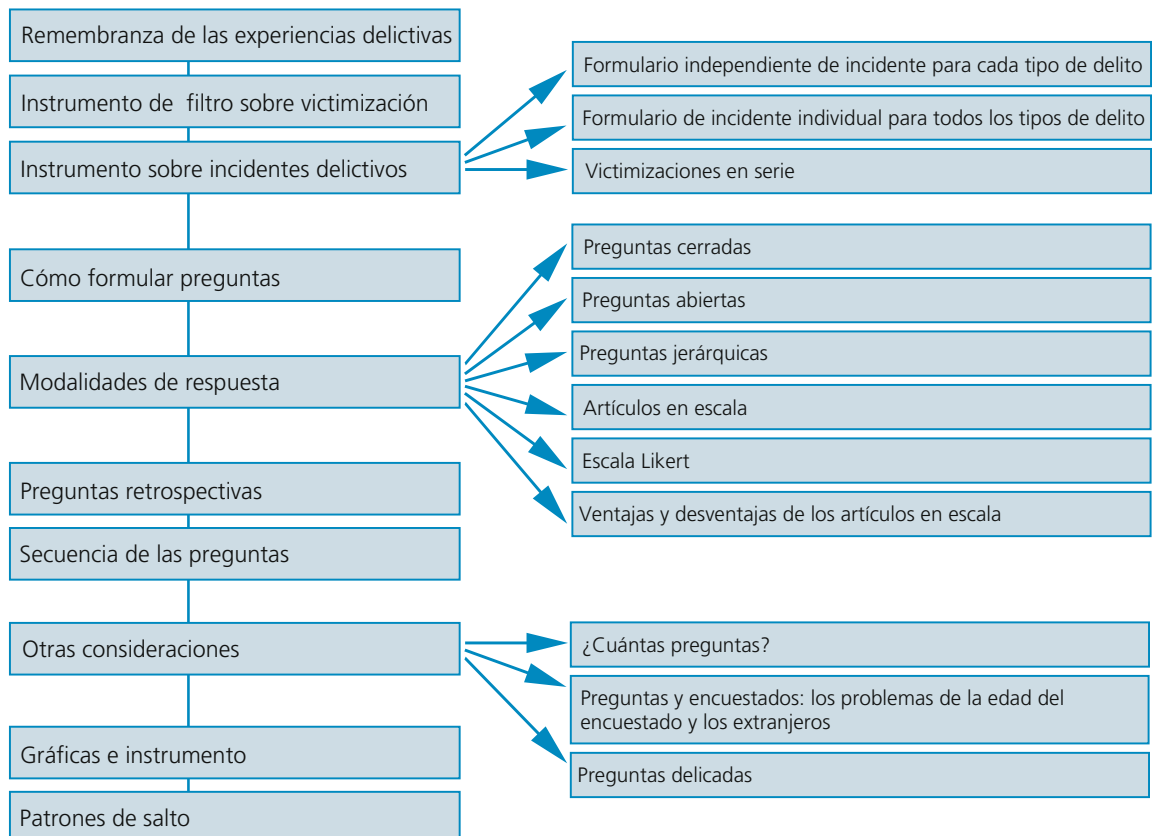 Remembranza de las experiencias delictivas
Instrumento de filtro sobre victimización
Instrumento sobre incidentes delictivos
Formulario independiente de incidente para cada tipo de delito
Formulario de incidente individual para todos los tipos de delito
Victimizaciones en serie
Cómo formular preguntas
Modalidades de respuesta
Preguntas cerradas
Preguntas abiertas
Preguntas jerárquicas
Artículos en escala
Escala Likert
Ventajas y desventajas de los artículos en escala
Preguntas retrospectivas
Secuencia de las preguntas
Otras consideraciones
¿Cuántas preguntas?
Preguntas y encuestados: los problemas de la edad del
encuestado y los extranjeros
Preguntas delicadas
Gráficas e instrumento
Patrones de salto